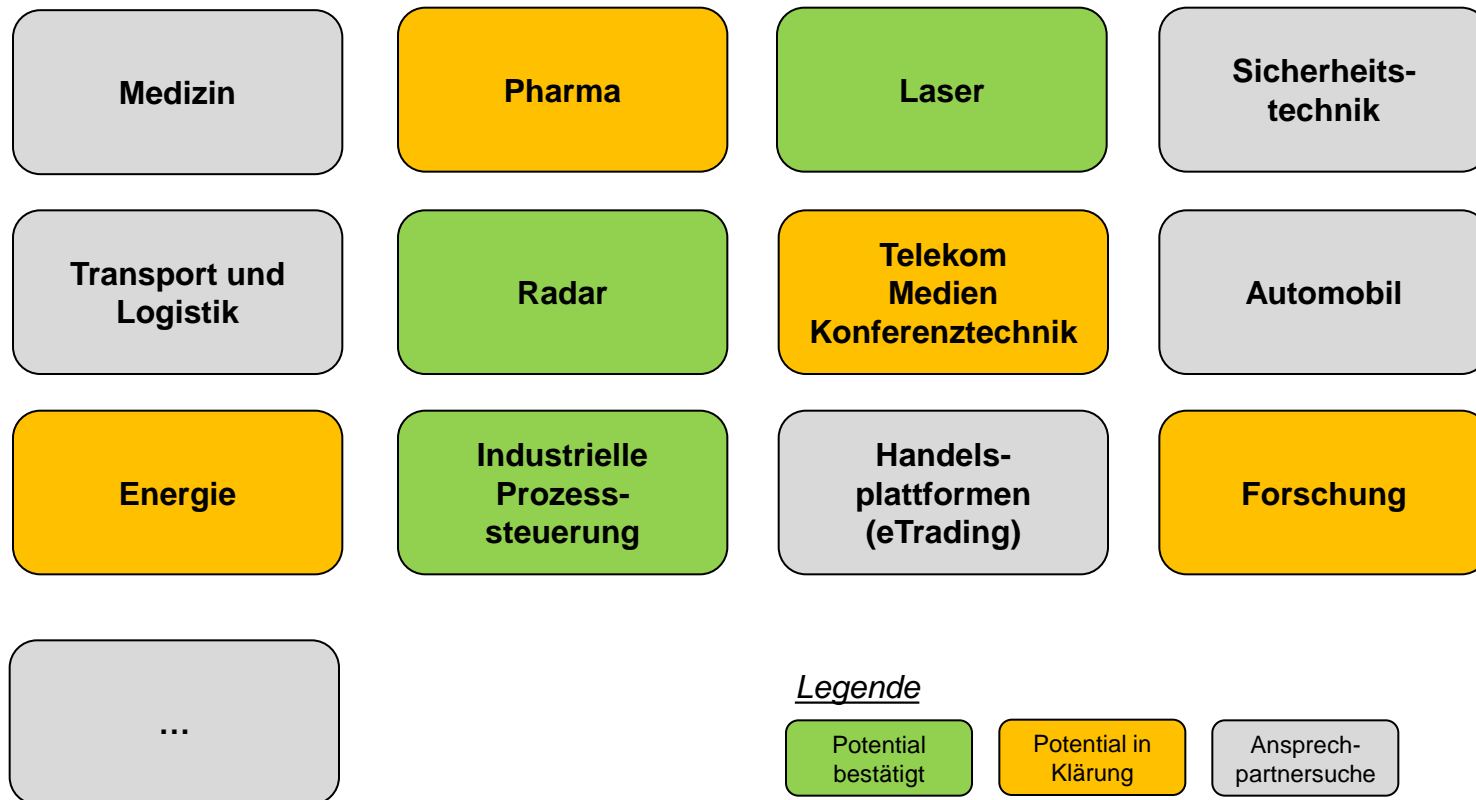 Medizin
Pharma
Laser
Sicherheits-
technik
Transport und
Logistik
Radar
Telekom
Medien
Konferenztechnik
Automobil
Energie
Industrielle
Prozess-
steuerung
Handels-
plattformen
(eTrading)
Forschung
...
Legende
Potential
bestätigt
Potential in
Klärung
Ansprech-
partnersuche